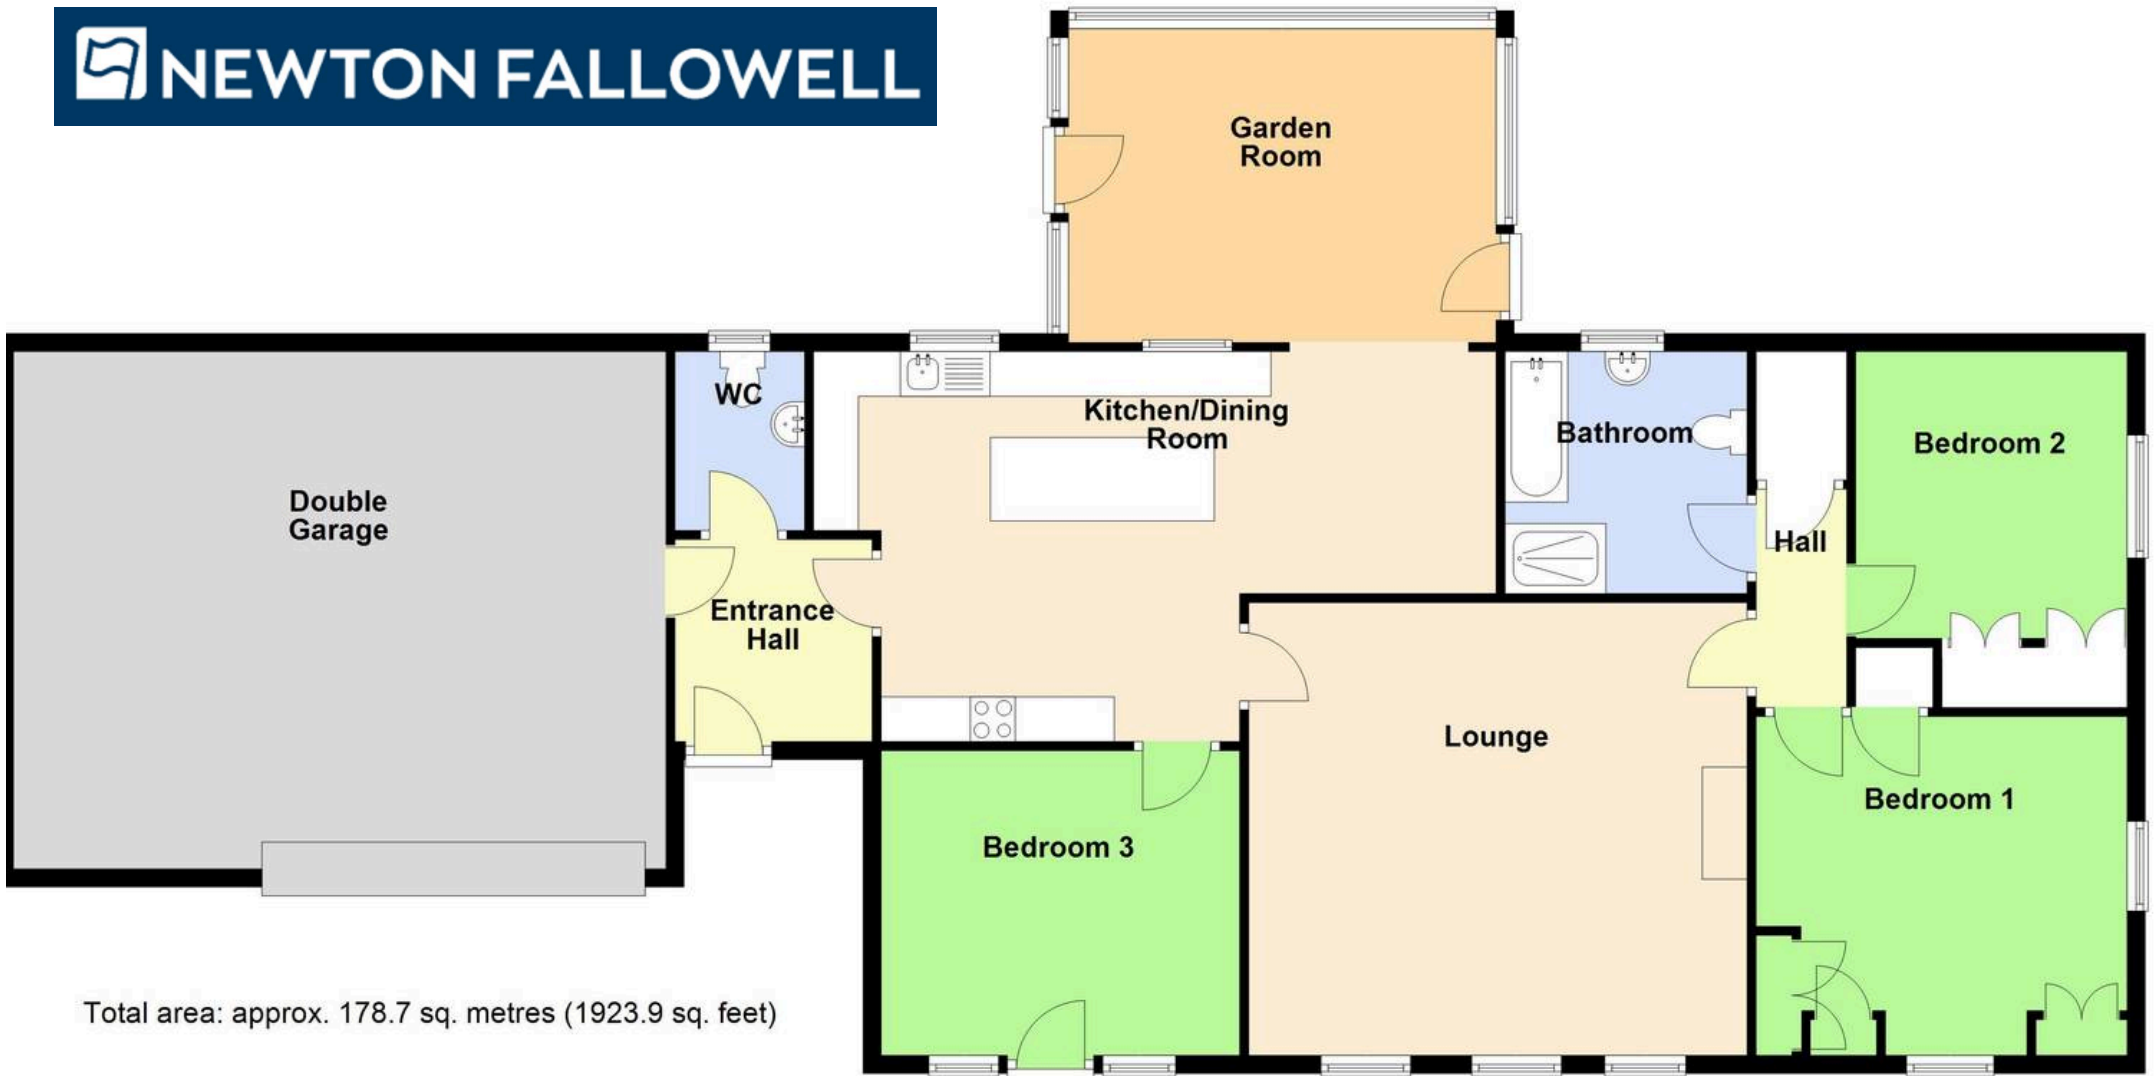 NEWTON FALLOWELL
Garden
Room
WC
Kitchen/Dining
Room
Bathroom
Bedroom 2
Double
Garage
Hall
Entrance
Hall
Lounge
Bedroom 1
Bedroom 3
Total area: approx. 178.7 sq. metres (1923.9 sq. feet)